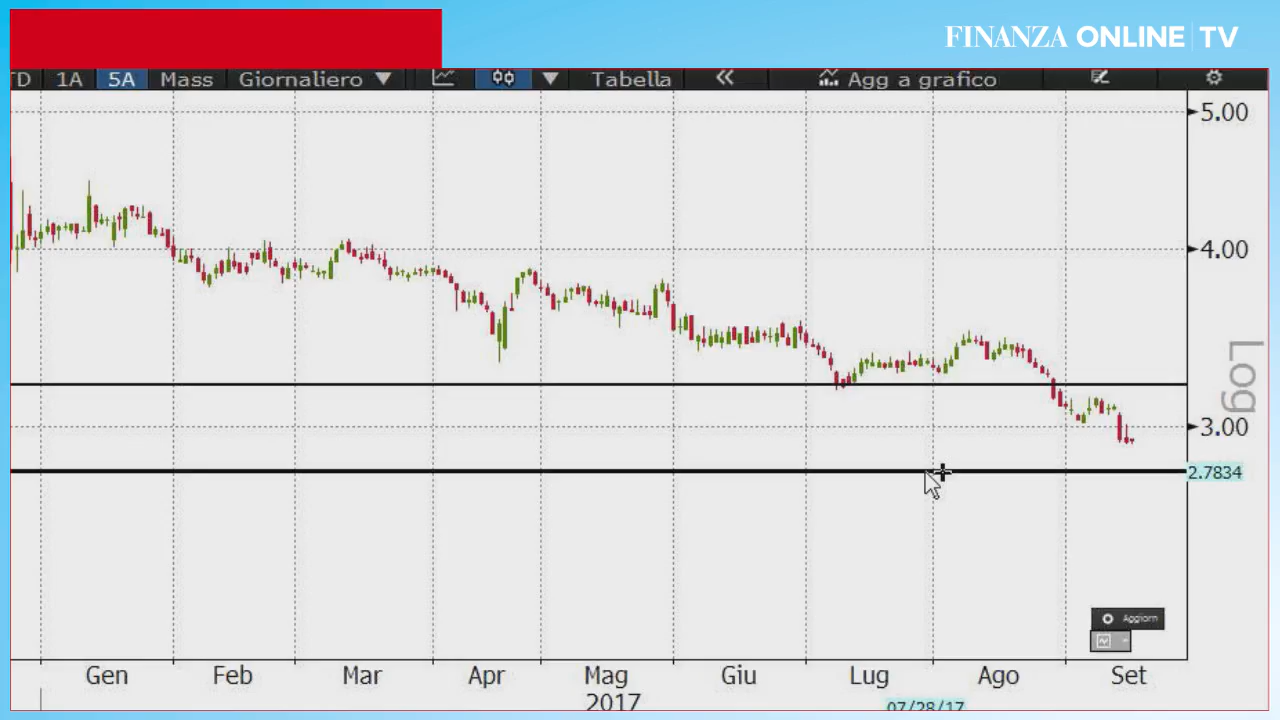 FINANZA ONLINE TV
TD 1A 5A Mass Giornaliero Tabella Agg a grafico
5.00
4.00
Log
3.00
2.7834
Aggiorn
Gen Feb Mar Apr Mag Giu Lug Ago Set
2017
07/28/17